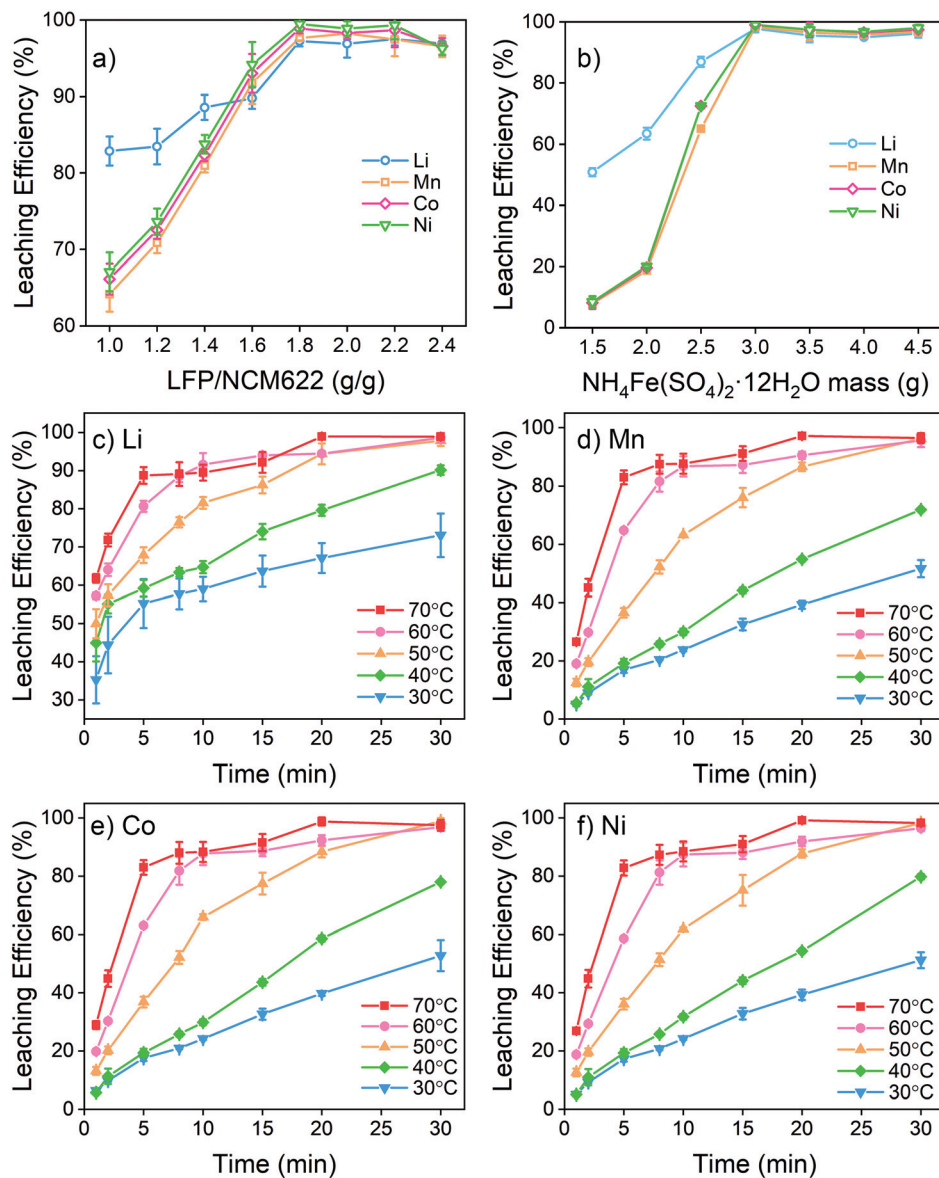 a)
Leaching Efficiency (%)
100
90
80
70
60
Li
Mn
Co
Ni
1.0 1.2 1.4 1.6 1.8 2.0 2.2 2.4
LFP/NCM622 (g/g)
b)
Leaching Efficiency (%)
100
80
60
40
20
0
Li
Mn
Co
Ni
1.5 2.0 2.5 3.0 3.5 4.0 4.5
NH₄Fe(SO₄)₂·12H₂O mass (g)
c) Li
Leaching Efficiency (%)
100
90
80
70
60
50
40
30
70°C
60°C
50°C
40°C
30°C
0 5 10 15 20 25 30
Time (min)
d) Mn
Leaching Efficiency (%)
100
80
60
40
20
0
70°C
60°C
50°C
40°C
30°C
0 5 10 15 20 25 30
Time (min)
e) Co
Leaching Efficiency (%)
100
80
60
40
20
0
70°C
60°C
50°C
40°C
30°C
0 5 10 15 20 25 30
Time (min)
f) Ni
Leaching Efficiency (%)
100
80
60
40
20
0
70°C
60°C
50°C
40°C
30°C
0 5 10 15 20 25 30
Time (min)